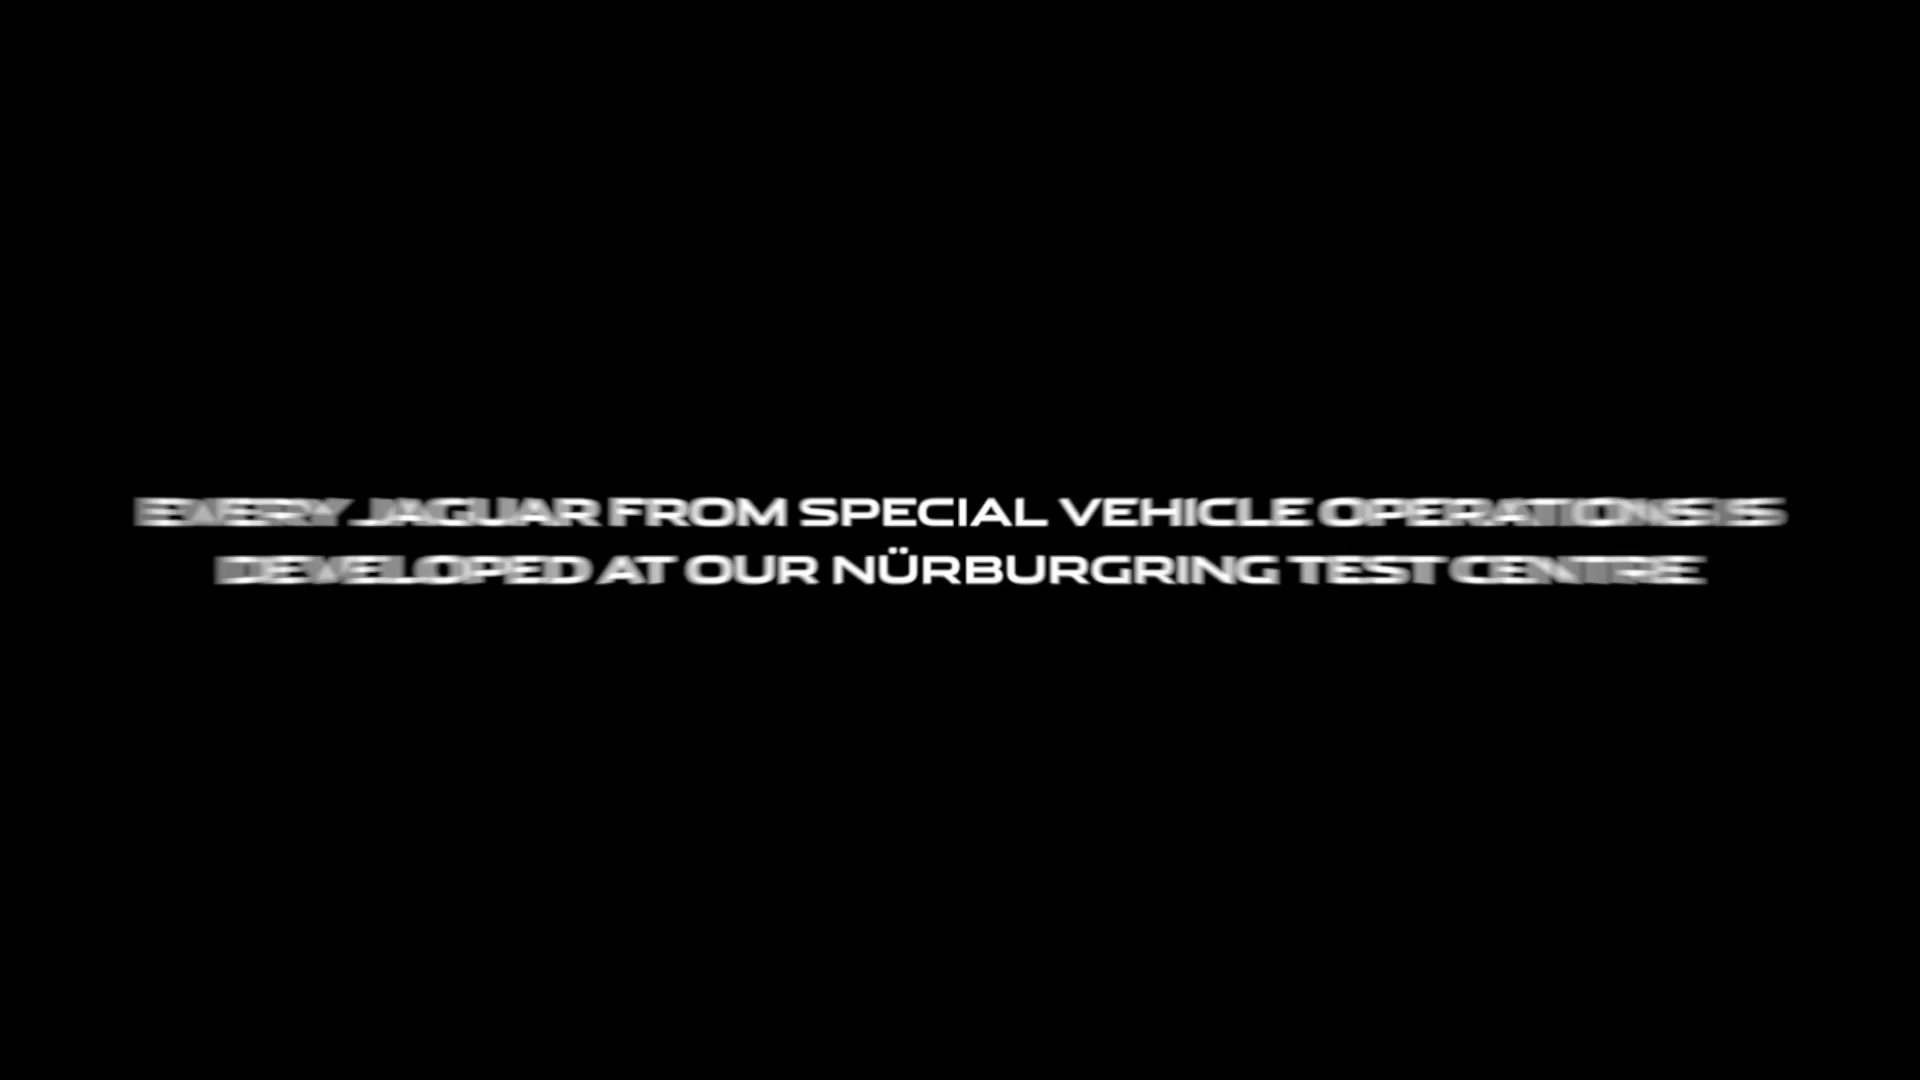 EVERY JAGUAR FROM SPECIAL VEHICLE OPERATIONS IS
DEVELOPED AT OUR NÜRBURGRING TEST CENTRE